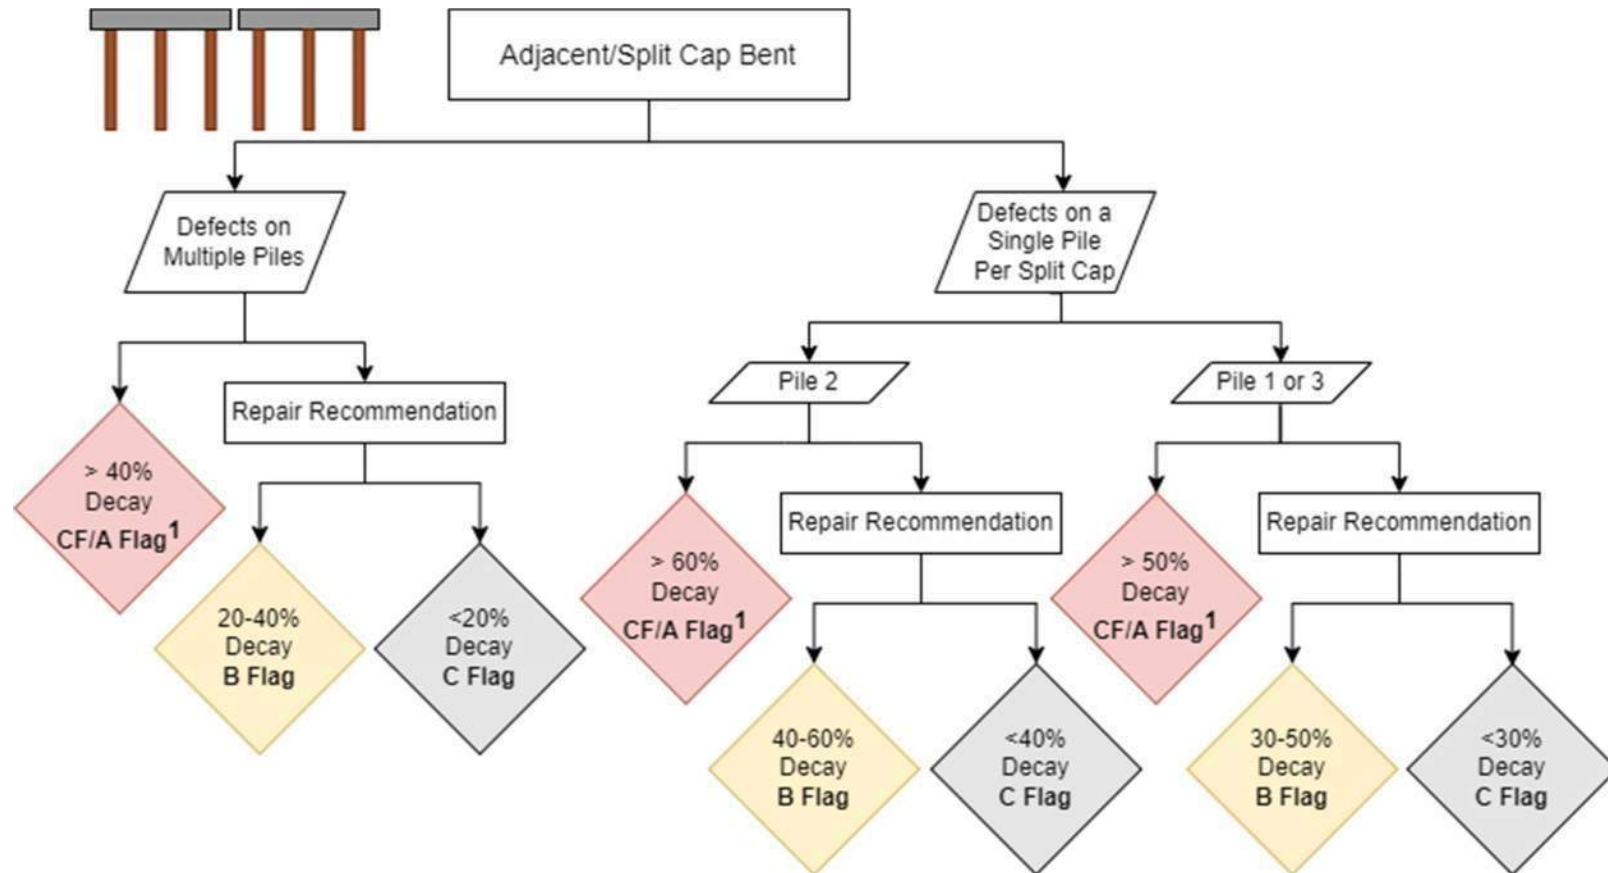 Adjacent/Split Cap Bent
Defects on
Multiple Piles
Defects on a
Single Pile
Per Split Cap
Pile 2
Pile 1 or 3
> 40%
Decay
CF/A Flag1
Repair Recommendation
20-40%
Decay
B Flag
<20%
Decay
C Flag
> 60%
Decay
CF/A Flag1
Repair Recommendation
40-60%
Decay
B Flag
<40%
Decay
C Flag
> 50%
Decay
CF/A Flag1
Repair Recommendation
30-50%
Decay
B Flag
<30%
Decay
C Flag